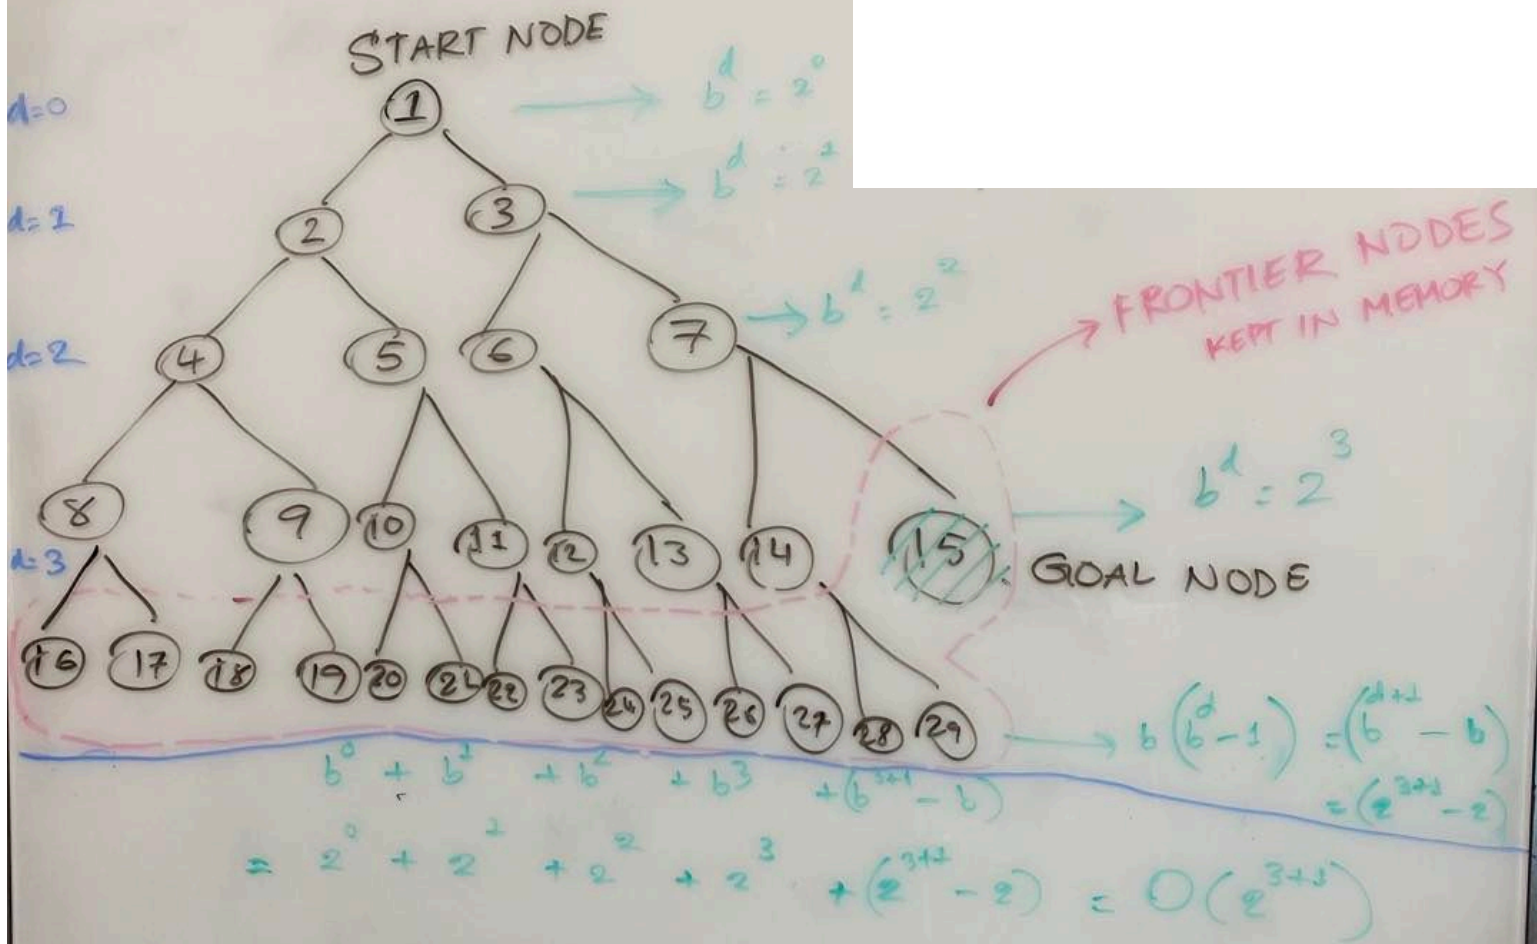 START NODE
d=0
1
b^d = 2^0
d=1
2 3
b^d = 2^1
d=2
4 5 6 7
b^d = 2^2
FRONTIER NODES
KEPT IN MEMORY
d=3
8 9 10 11 12 13 14 15
b^d = 2^3
GOAL NODE
16 17 18 19 20 21 22 23 24 25 26 27 28 29
b(b^d-1) = (b^{d+1} - b)
= (2^{3+1} - 2)
b^0 + b^1 + b^2 + b^3 + (b^{3+1} - b)
= 2^0 + 2^1 + 2^2 + 2^3 + (2^{3+1} - 2) = O(2^{3+1})